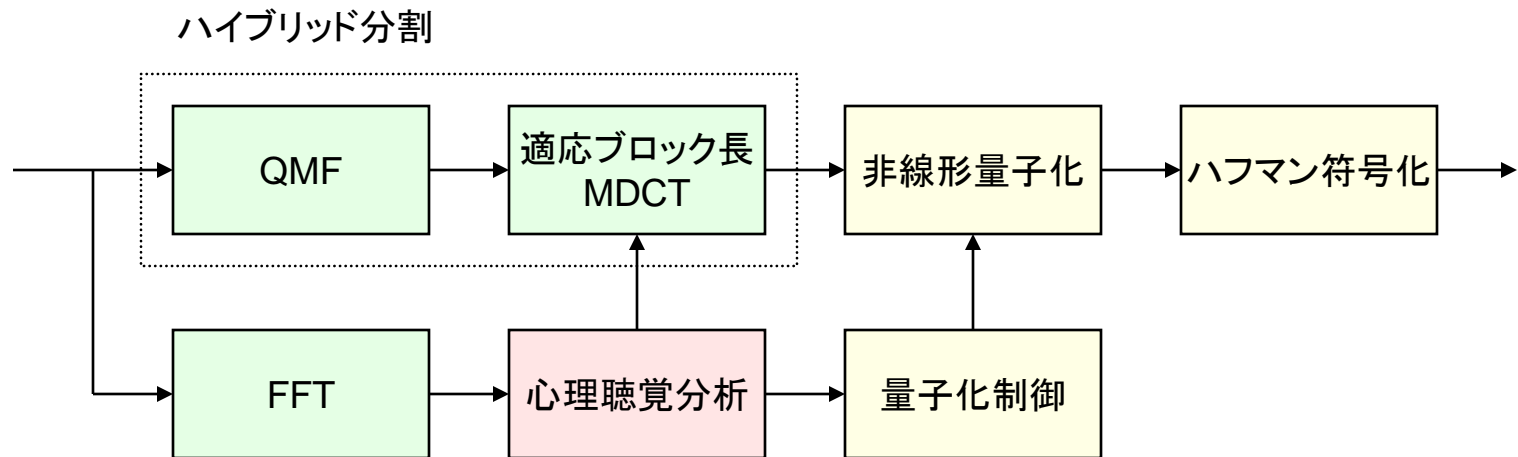 ハイブリッド分割
QMF
適応ブロック長
MDCT
非線形量子化
ハフマン符号化
FFT
心理聴覚分析
量子化制御